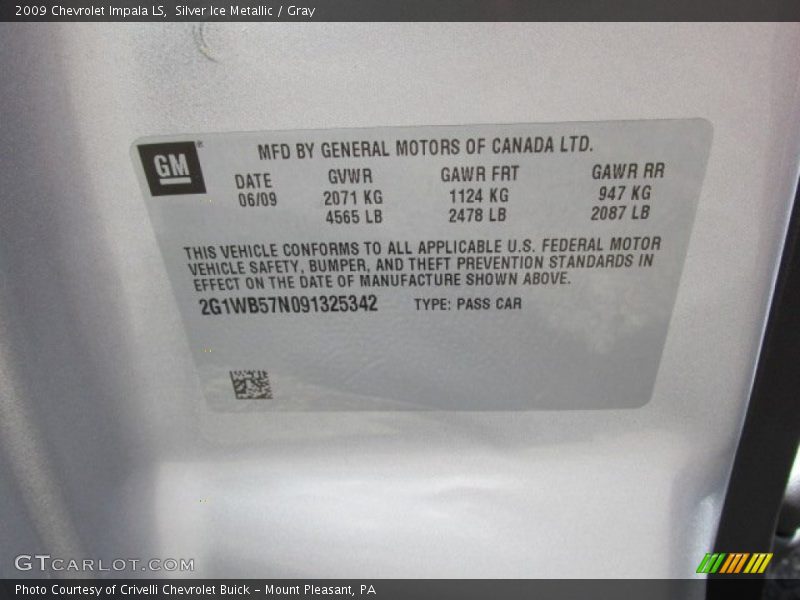 2009 Chevrolet Impala LS,  Silver Ice Metallic / Gray
GM
MFD BY GENERAL MOTORS OF CANADA LTD.
DATE GVWR GAWR FRT GAWR RR
06/09 2071 KG 1124 KG 947 KG
4565 LB 2478 LB 2087 LB
THIS VEHICLE CONFORMS TO ALL APPLICABLE U.S. FEDERAL MOTOR
VEHICLE SAFETY, BUMPER, AND THEFT PREVENTION STANDARDS IN
EFFECT ON THE DATE OF MANUFACTURE SHOWN ABOVE.
2G1WB57N091325342 TYPE: PASS CAR
GTCARLOT.COM
Photo Courtesy of Crivelli Chevrolet Buick - Mount Pleasant, PA